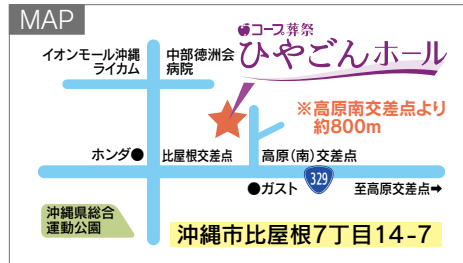 MAP
コープ葬祭
ひやごんホール
イオンモール沖縄
ライカム
中部徳洲会
病院
※高原南交差点より
約800m
ホンダ●
比屋根交差点
高原(南)交差点
329
●ガスト
至高原交差点➡
沖縄県総合
運動公園
沖縄市比屋根7丁目14-7